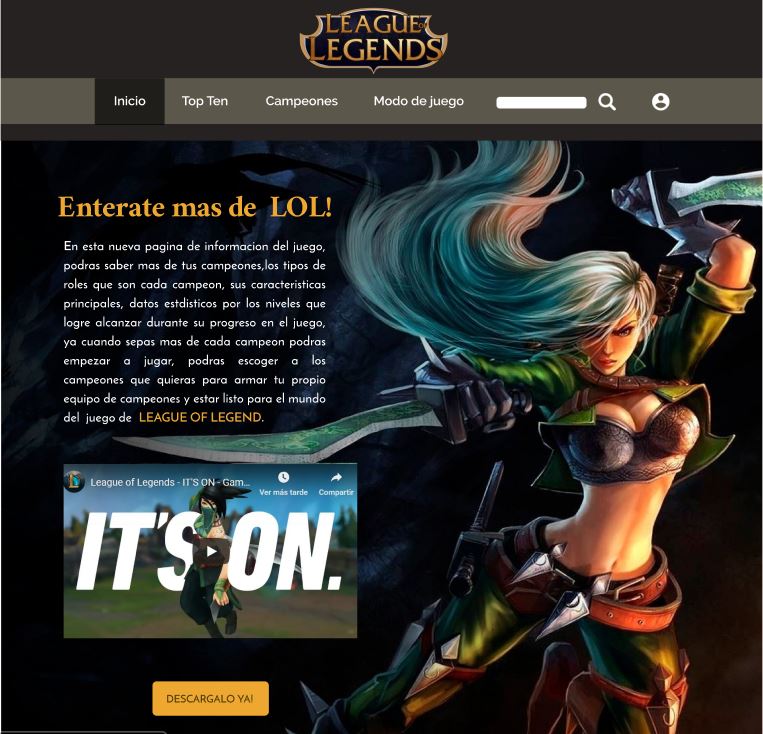 LEAGUE OF
LEGENDS
Inicio Top Ten Campeones Modo de juego
Enterate mas de LOL!
En esta nueva pagina de informacion del juego,
podras saber mas de tus campeones,los tipos de
roles que son cada campeon, sus caracteristicas
principales, datos estdisticos por los niveles que
logre alcanzar durante su progreso en el juego,
ya cuando sepas mas de cada campeon podras
empezar a jugar, podras escoger a los
campeones que quieras para armar tu propio
equipo de campeones y estar listo para el mundo
del juego de LEAGUE OF LEGEND.
League of Legends - IT'S ON - Gam...
Ver más tarde Compartir
IT'S ON.
DESCARGALO YA!